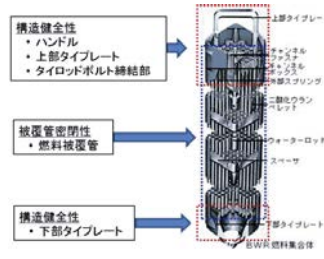 構造健全性
・ハンドル
・上部タイプレート
・タイロッドボルト締結部
被覆管密閉性
・燃料被覆管
構造健全性
・下部タイプレート
上部タイプレート
チャンネル
ファスナ
チャンネル
ボックス
外部スプリング
二酸化ウラン
ペレット
ウォーターロッド
スペーサ
下部タイプレート
BWR燃料集合体